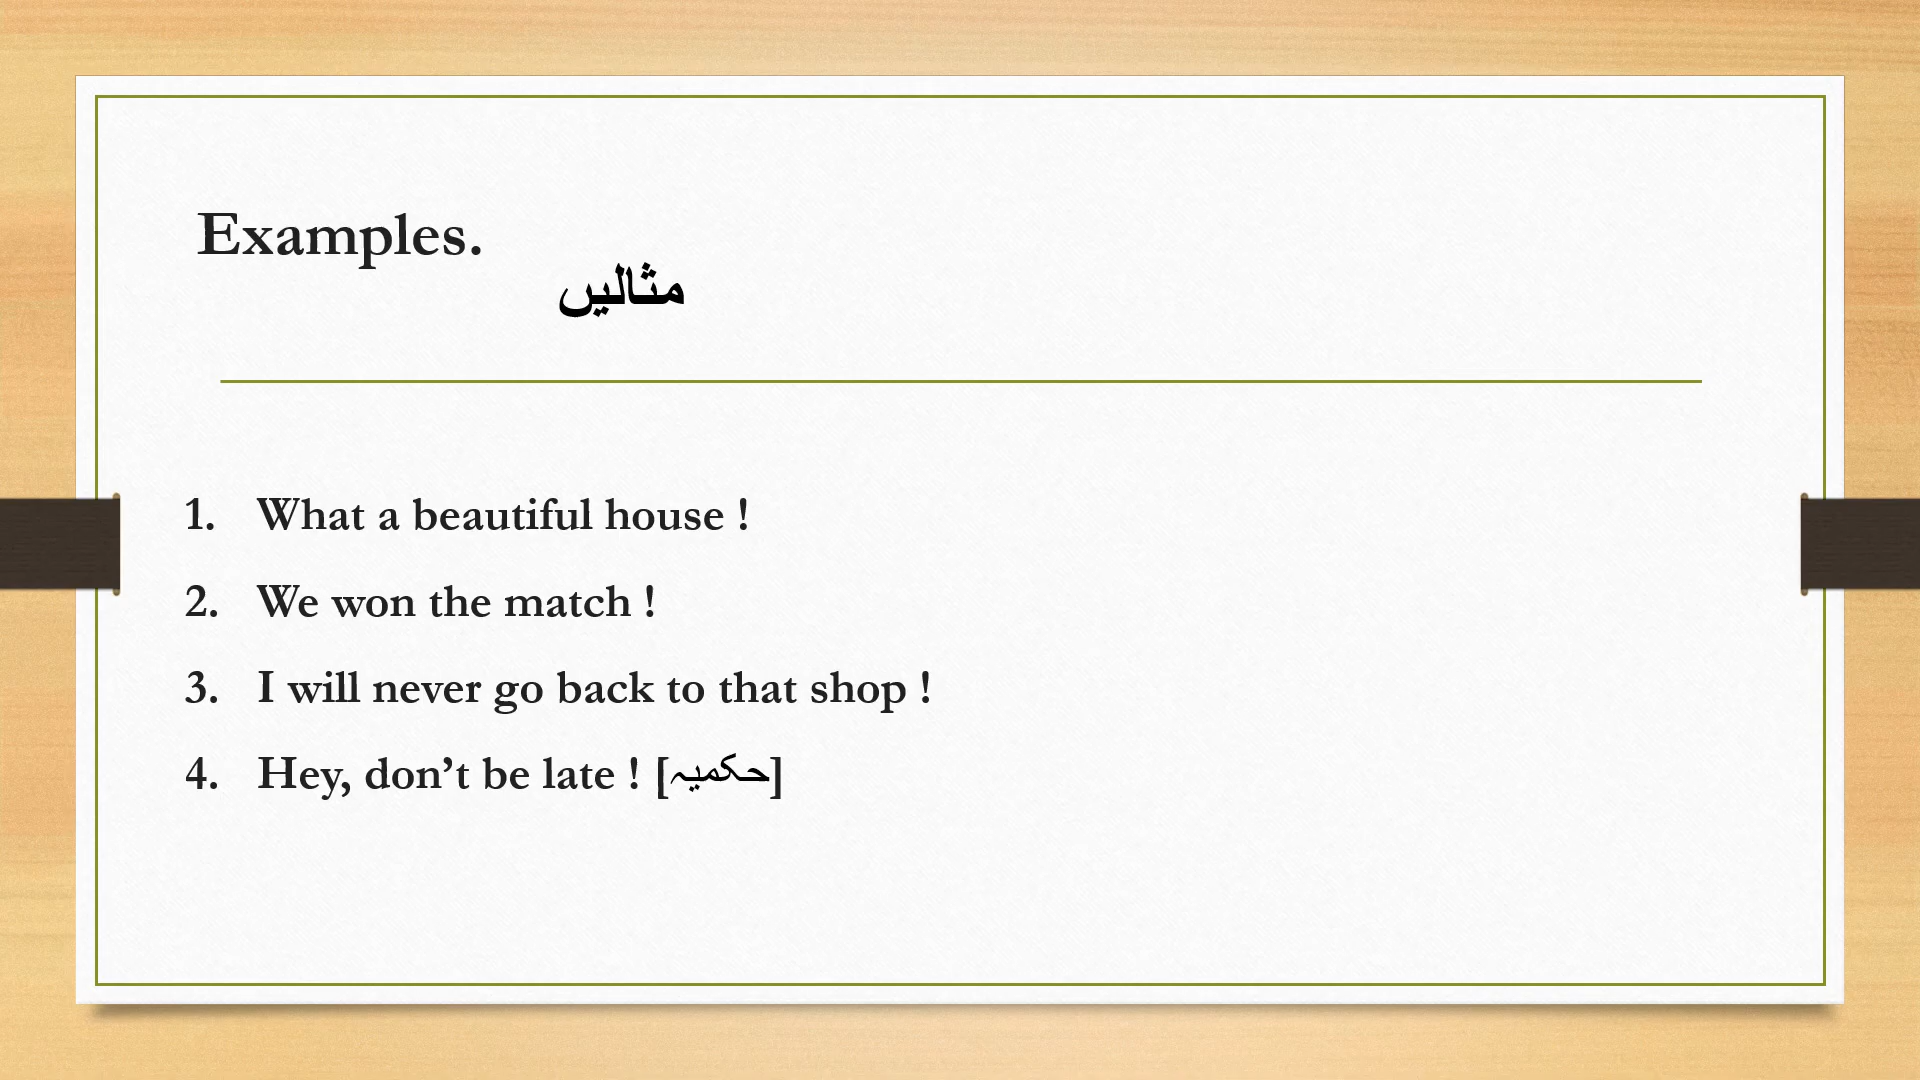 Examples.
مثالیں
1. What a beautiful house !
2. We won the match !
3. I will never go back to that shop !
4. Hey, don’t be late ! [حکمیہ]